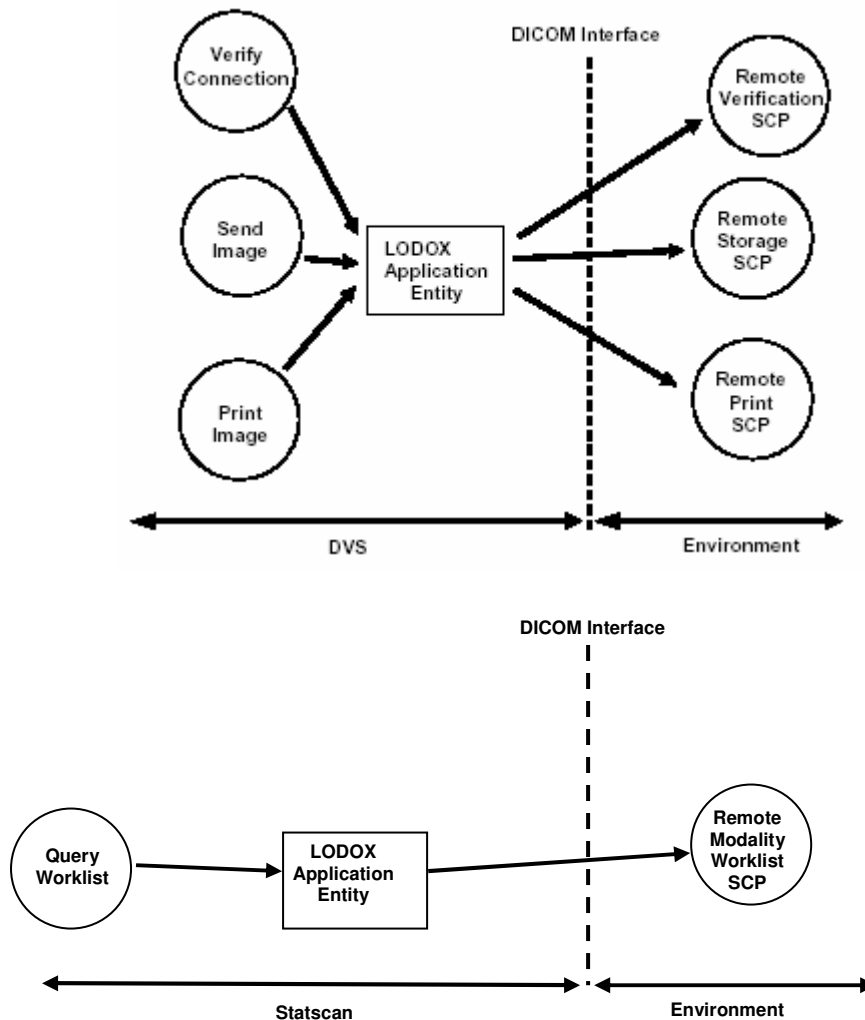 DICOM Interface
Verify
Connection
Remote
Verification
SCP
Send
Image
LODOX
Application
Entity
Remote
Storage
SCP
Print
Image
Remote
Print
SCP
DVS
Environment
DICOM Interface
Query
Worklist
LODOX
Application
Entity
Remote
Modality
Worklist
SCP
Statscan
Environment